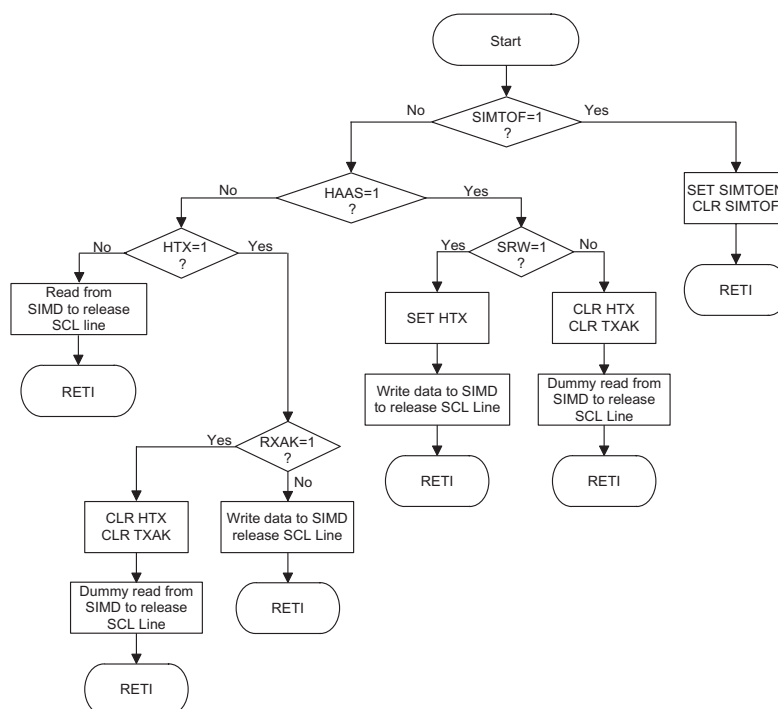 Start
No
SIMTOF=1
?
Yes
No
HAAS=1
?
Yes
SET SIMTOEN
CLR SIMTOF
RETI
No
HTX=1
?
Yes
Yes
SRW=1
?
No
Read from
SIMD to release
SCL line
RETI
SET HTX
Write data to SIMD
to release SCL Line
RETI
CLR HTX
CLR TXAK
Dummy read from
SIMD to release
SCL Line
RETI
Yes
RXAK=1
?
No
CLR HTX
CLR TXAK
Dummy read from
SIMD to release
SCL Line
RETI
Write data to SIMD
release SCL Line
RETI